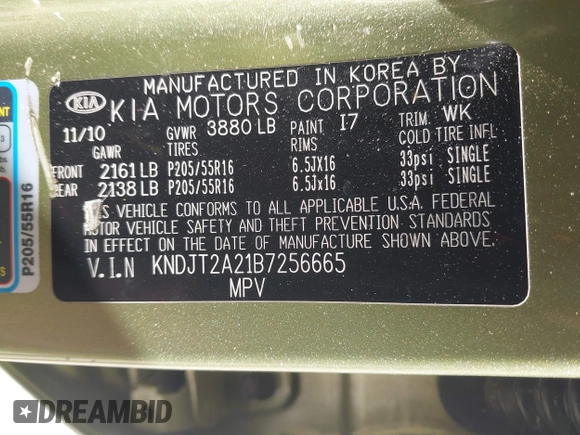 MANUFACTURED IN KOREA BY
KIA KIA MOTORS CORPORATION
11/10 GVWR 3880 LB PAINT I7 TRIM WK
GAWR TIRES RIMS COLD TIRE INFL
FRONT 2161 LB P205/55R16 6.5JX16 33psi SINGLE
REAR 2138 LB P205/55R16 6.5Jx16 33psi SINGLE
VEHICLE CONFORMS TO ALL APPLICABLE U.S.A. FEDERAL
MOTOR VEHICLE SAFETY AND THEFT PREVENTION STANDARDS
IN EFFECT ON THE DATE OF MANUFACTURE SHOWN ABOVE.
V.I.N KNDJT2A21B7256665
MPV
P205/55R16
DREAMBID